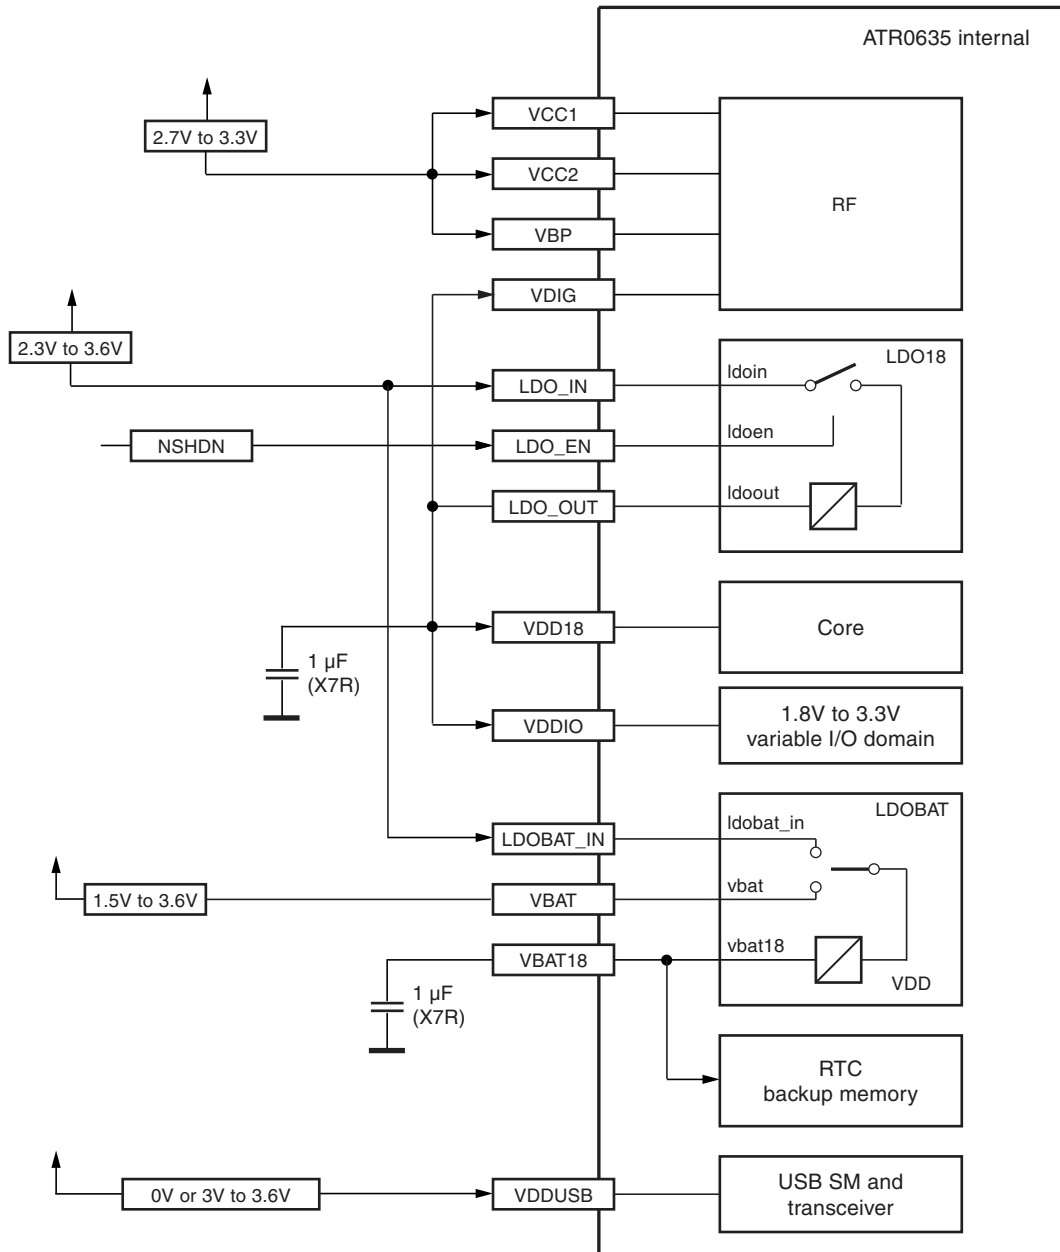 ATR0635 internal
VCC1
2.7V to 3.3V
VCC2
RF
VBP
VDIG
2.3V to 3.6V
LDO18
ldoin
LDO_IN
ldoen
NSHDN
LDO_EN
ldoout
LDO_OUT
VDD18
Core
1 µF
(X7R)
VDDIO
1.8V to 3.3V
variable I/O domain
LDOBAT
ldobat_in
LDOBAT_IN
vbat
1.5V to 3.6V
VBAT
vbat18
VBAT18
VDD
1 µF
(X7R)
RTC
backup memory
0V or 3V to 3.6V
VDDUSB
USB SM and
transceiver